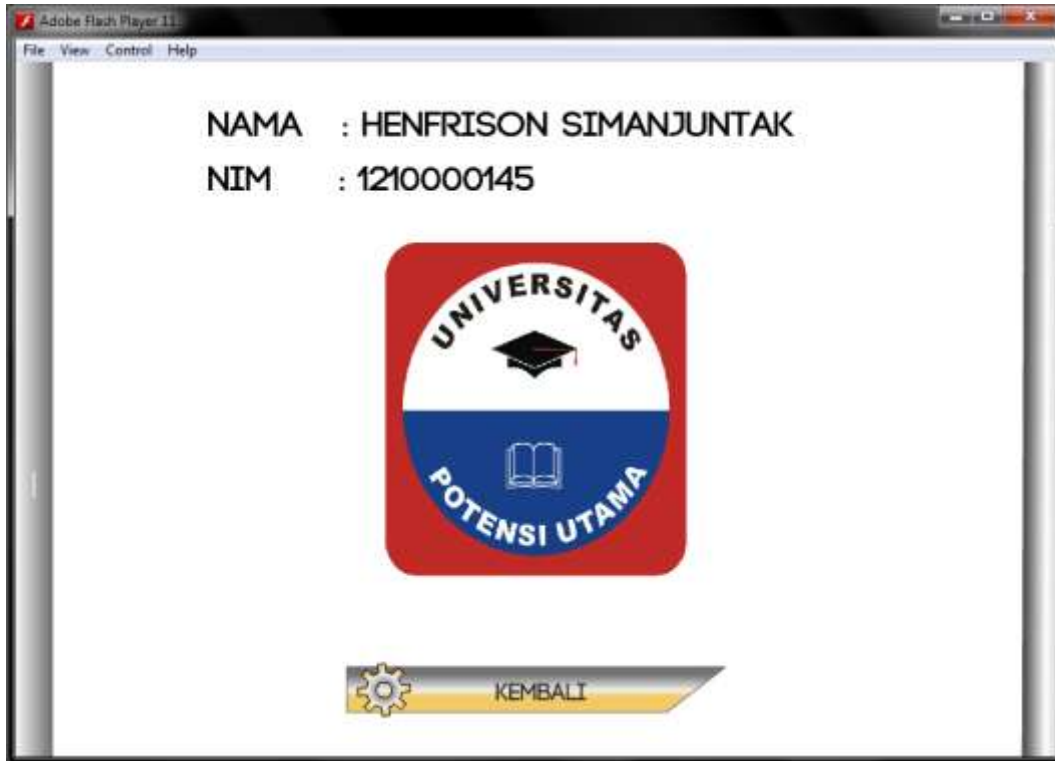 Adobe Flash Player 11
File View Control Help
NAMA : HENFRISON SIMANJUNTAK
NIM : 1210000145
UNIVERSITAS
POTENSI UTAMA
KEMBALI